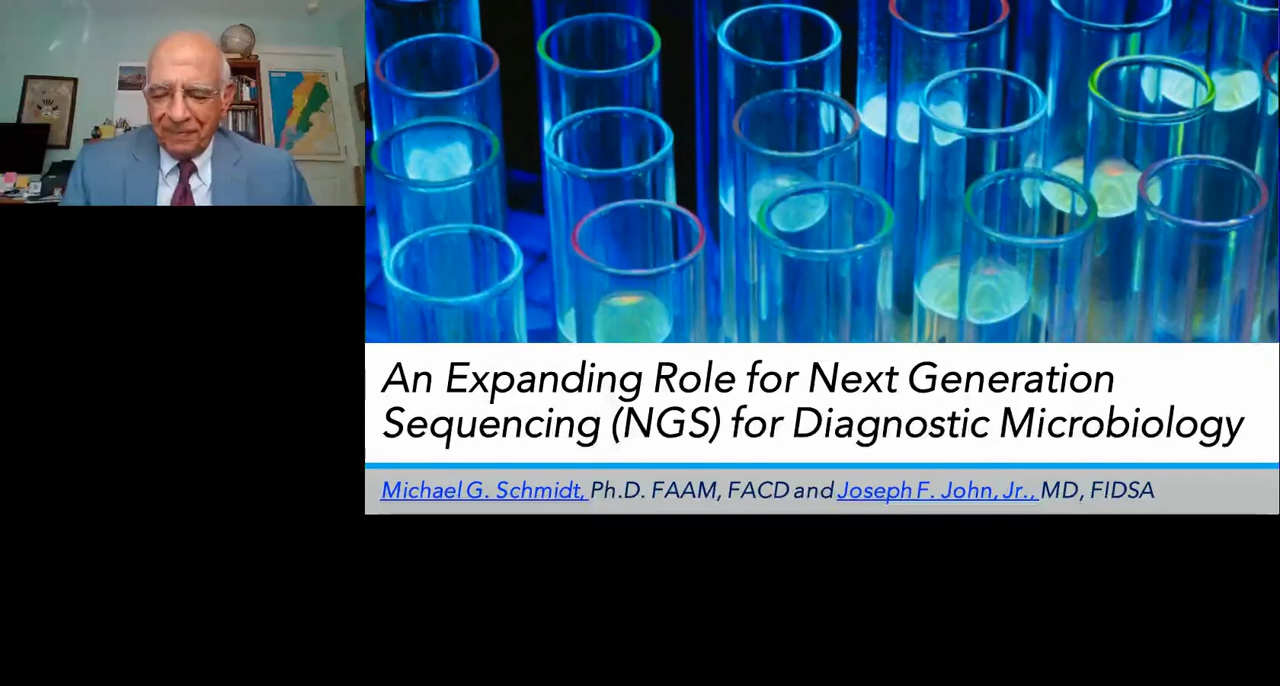 An Expanding Role for Next Generation
Sequencing (NGS) for Diagnostic Microbiology
Michael G. Schmidt, Ph.D. FAAM, FACD and Joseph F. John, Jr., MD, FIDSA